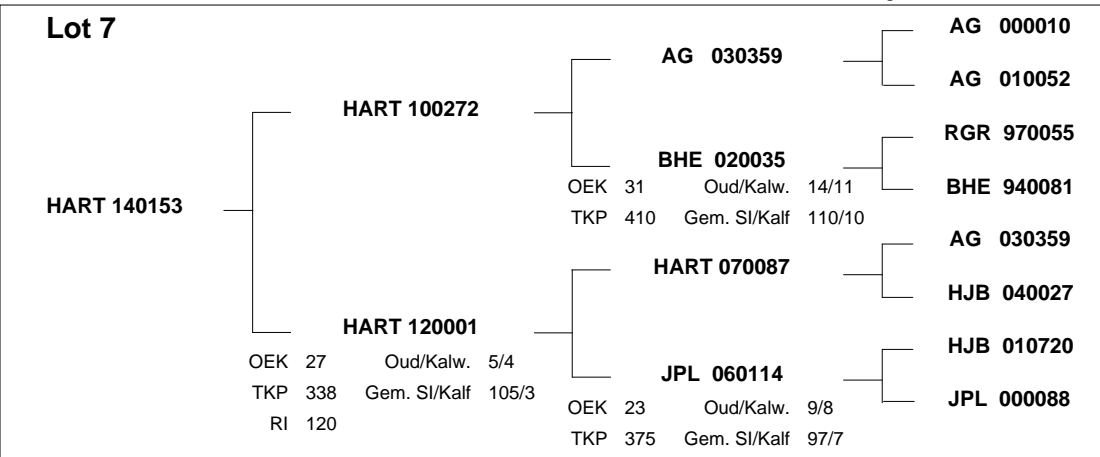 Lot 7
HART 140153
HART 100272
HART 120001
OEK 27 Oud/Kalw. 5/4
TKP 338 Gem. SI/Kalf 105/3
RI 120
AG 030359
BHE 020035
OEK 31 Oud/Kalw. 14/11
TKP 410 Gem. SI/Kalf 110/10
HART 070087
JPL 060114
OEK 23 Oud/Kalw. 9/8
TKP 375 Gem. SI/Kalf 97/7
AG 000010
AG 010052
RGR 970055
BHE 940081
AG 030359
HJB 040027
HJB 010720
JPL 000088